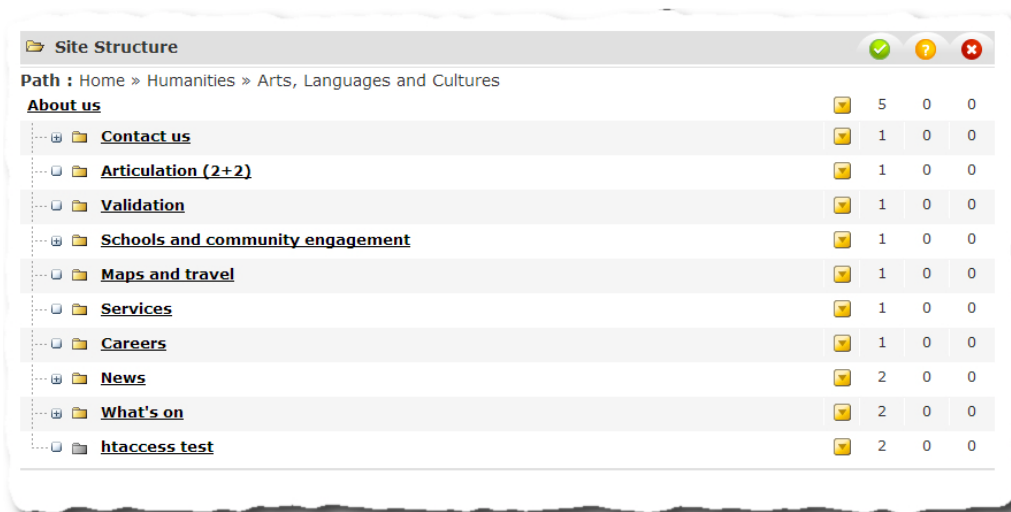 Site Structure
Path : Home » Humanities » Arts, Languages and Cultures
About us 5 0 0
Contact us 1 0 0
Articulation (2+2) 1 0 0
Validation 1 0 0
Schools and community engagement 1 0 0
Maps and travel 1 0 0
Services 1 0 0
Careers 1 0 0
News 2 0 0
What's on 2 0 0
htaccess test 2 0 0